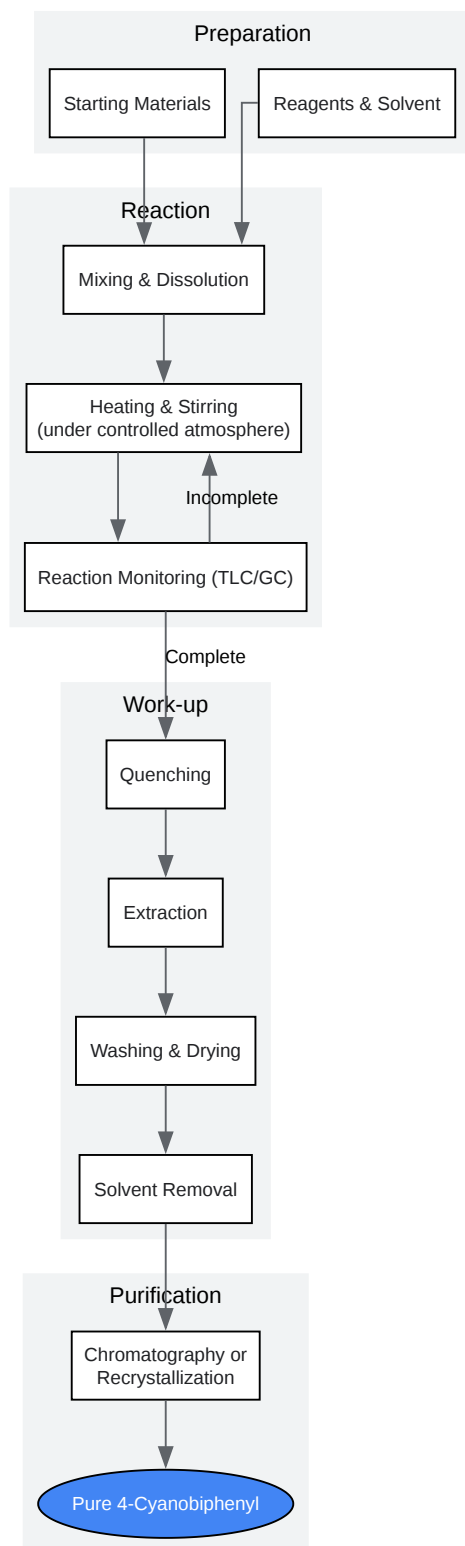 Preparation
Starting Materials
Reagents & Solvent
Reaction
Mixing & Dissolution
Heating & Stirring
(under controlled atmosphere)
Incomplete
Reaction Monitoring (TLC/GC)
Complete
Work-up
Quenching
Extraction
Washing & Drying
Solvent Removal
Purification
Chromatography or
Recrystallization
Pure 4-Cyanobiphenyl